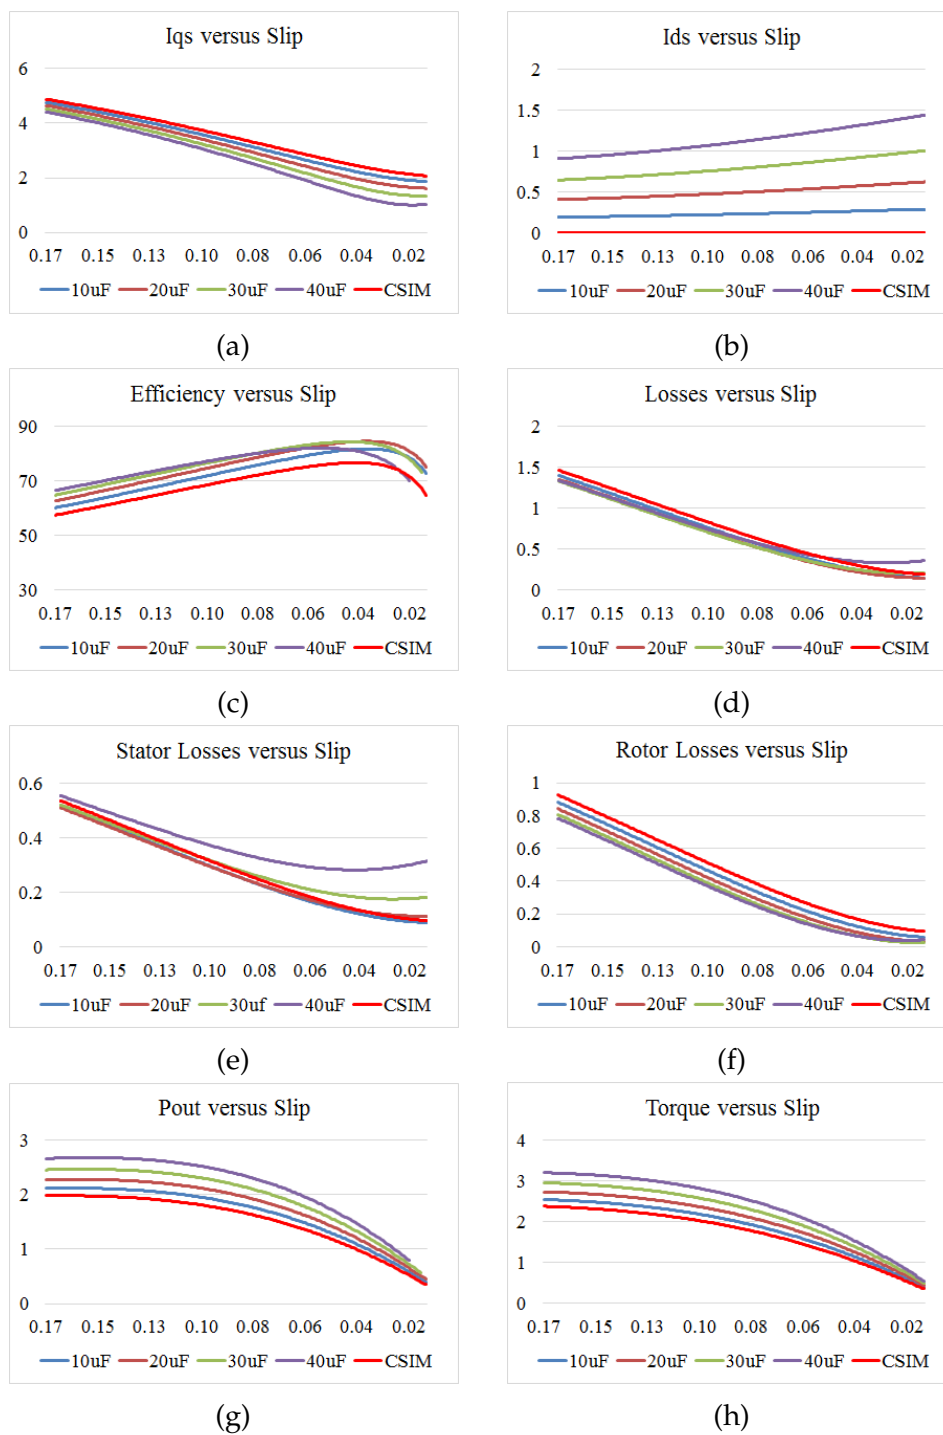 Iqs versus Slip
6
4
2
0
0.17 0.15 0.13 0.10 0.08 0.06 0.04 0.02
10uF 20uF 30uF 40uF CSIM
(a)
Ids versus Slip
2
1.5
1
0.5
0
0.17 0.15 0.13 0.10 0.08 0.06 0.04 0.02
10uF 20uF 30uF 40uF CSIM
(b)
Efficiency versus Slip
90
70
50
30
0.17 0.15 0.13 0.10 0.08 0.06 0.04 0.02
10uF 20uF 30uF 40uF CSIM
(c)
Losses versus Slip
2
1.5
1
0.5
0
0.17 0.15 0.13 0.10 0.08 0.06 0.04 0.02
10uF 20uF 30uF 40uF CSIM
(d)
Stator Losses versus Slip
0.6
0.4
0.2
0
0.17 0.15 0.13 0.10 0.08 0.06 0.04 0.02
10uF 20uF 30uf 40uF CSIM
(e)
Rotor Losses versus Slip
1
0.8
0.6
0.4
0.2
0
0.17 0.15 0.13 0.10 0.08 0.06 0.04 0.02
10uF 20uF 30uF 40uF CSIM
(f)
Pout versus Slip
3
2
1
0
0.17 0.15 0.13 0.10 0.08 0.06 0.04 0.02
10uF 20uF 30uF 40uF CSIM
(g)
Torque versus Slip
4
3
2
1
0
0.17 0.15 0.13 0.10 0.08 0.06 0.04 0.02
10uF 20uF 30uF 40uF CSIM
(h)